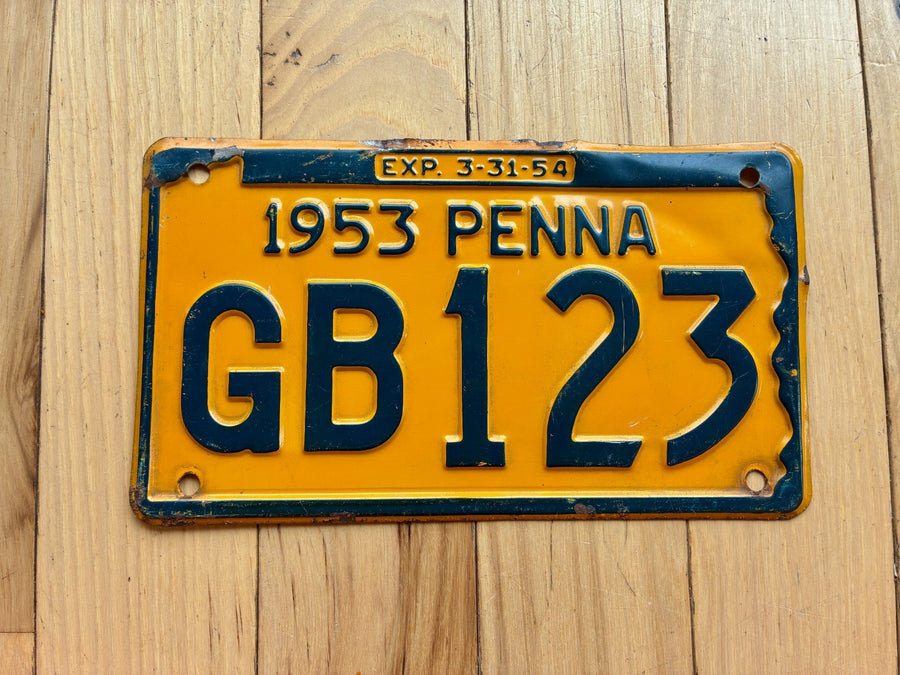 EXP. 3-31-54
1953 PENNA
GB123